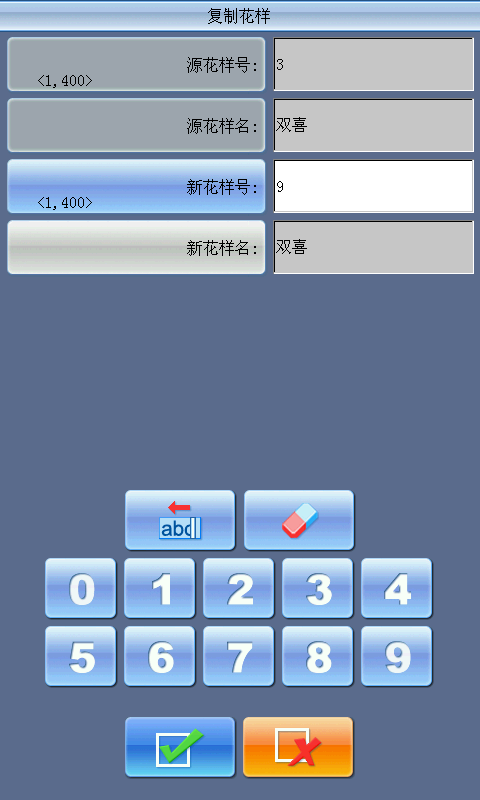 复制花样
源花样号: 3
<1,400>
源花样名: 双喜
新花样号: 9
<1,400>
新花样名: 双喜
abc
0 1 2 3 4
5 6 7 8 9